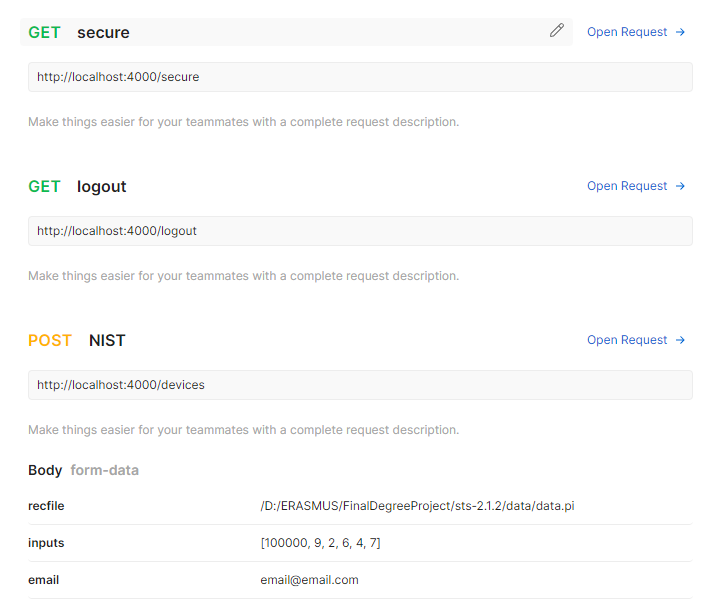 GET secure Open Request →
http://localhost:4000/secure
Make things easier for your teammates with a complete request description.
GET logout Open Request →
http://localhost:4000/logout
Make things easier for your teammates with a complete request description.
POST NIST Open Request →
http://localhost:4000/devices
Make things easier for your teammates with a complete request description.
Body form-data
recfile /D:/ERASMUS/FinalDegreeProject/sts-2.1.2/data/data.pi
inputs [100000, 9, 2, 6, 4, 7]
email email@email.com